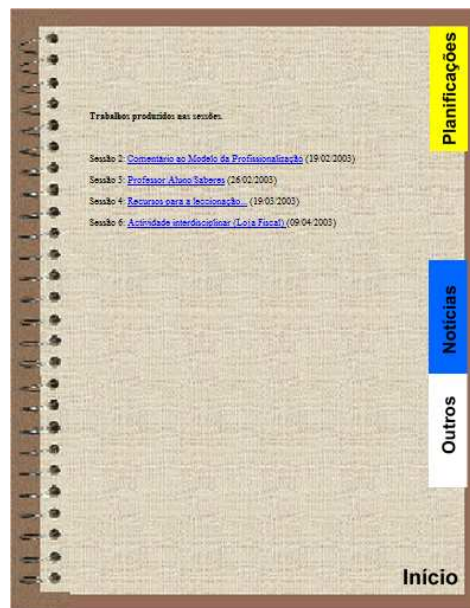 Trabalhos produzidos nas sessões.
Sessão 2: Comentário ao Modelo da Profissionalização (19/02/2003)
Sessão 3: Professor/Aluno/Saberes (26/02/2003)
Sessão 4: Recursos para a leccionação... (19/03/2003)
Sessão 6: Actividade interdisciplinar (Loja Fiscal) (09/04/2003)
Planificações
Notícias
Outros
Início